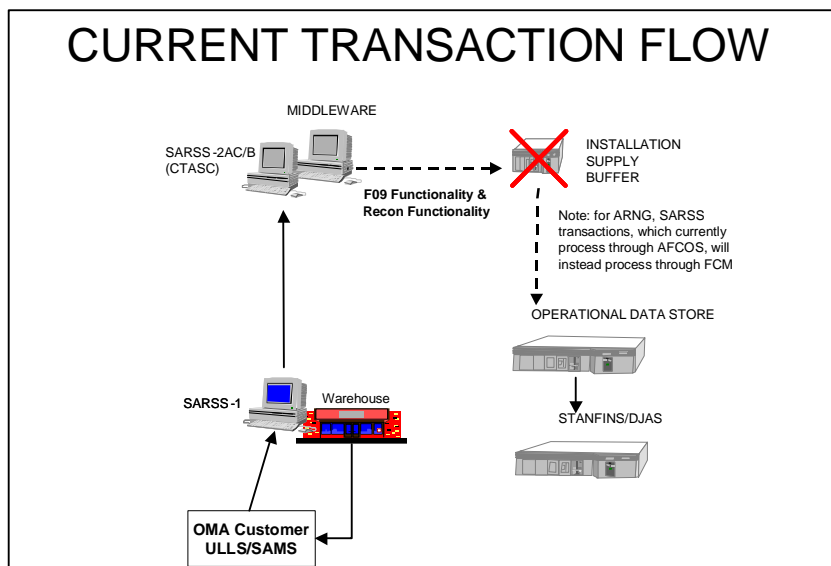 CURRENT TRANSACTION FLOW
MIDDLEWARE
SARSS-2AC/B
(CTASC)
F09 Functionality &
Recon Functionality
INSTALLATION
SUPPLY
BUFFER
Note: for ARNG, SARSS
transactions, which currently
process through AFCOS, will
instead process through FCM
OPERATIONAL DATA STORE
STANFINS/DJAS
SARSS-1
Warehouse
OMA Customer
ULLS/SAMS